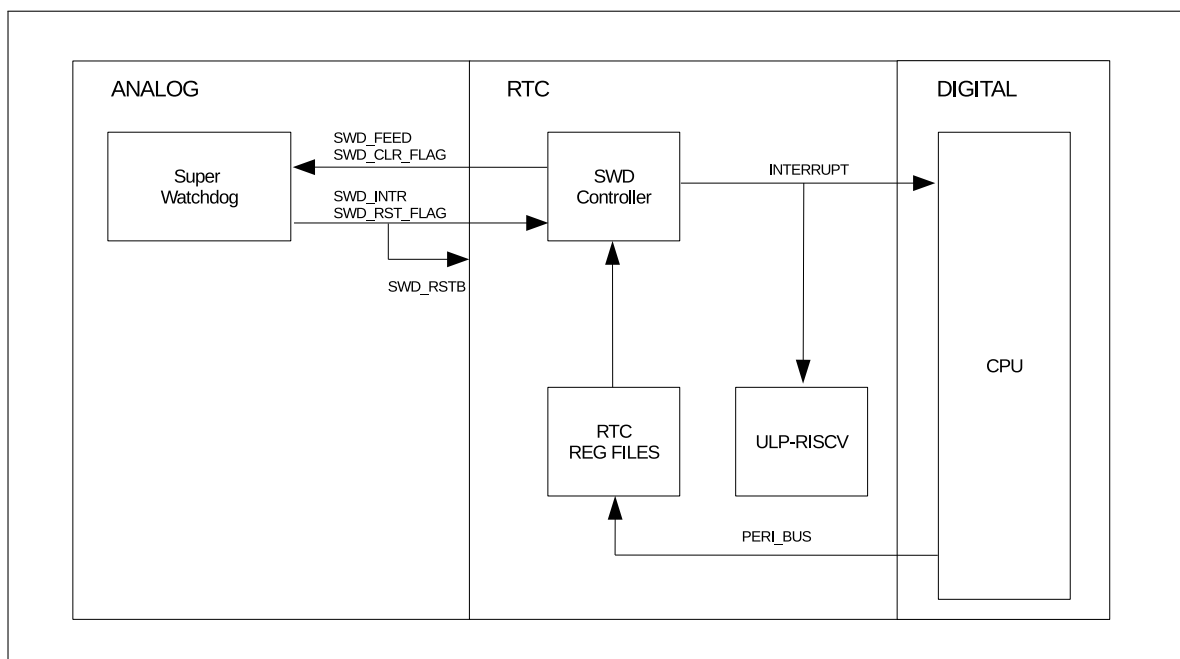 ANALOG
RTC
DIGITAL
SWD_FEED
SWD_CLR_FLAG
Super
Watchdog
SWD
Controller
INTERRUPT
SWD_INTR
SWD_RST_FLAG
SWD_RSTB
CPU
RTC
REG FILES
ULP-RISCV
PERI_BUS